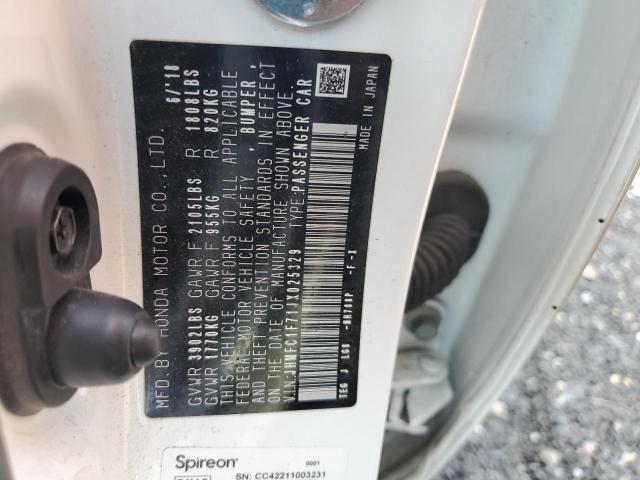 MFD.BY HONDA MOTOR CO.,LTD. 6/'18
GVWR 3902LBS GAWR F 2105LBS R 1808LBS
GVWR 1770KG GAWR F 955KG R 820KG
THIS VEHICLE CONFORMS TO ALL APPLICABLE
FEDERAL MOTOR VEHICLE SAFETY, BUMPER,
AND THEFT PREVENTION STANDARDS IN EFFECT
ON THE DATE OF MANUFACTURE SHOWN ABOVE.
TYPE:PASSENGER CAR
MADE IN JAPAN
Spireon 0001
SN: CC42211003231